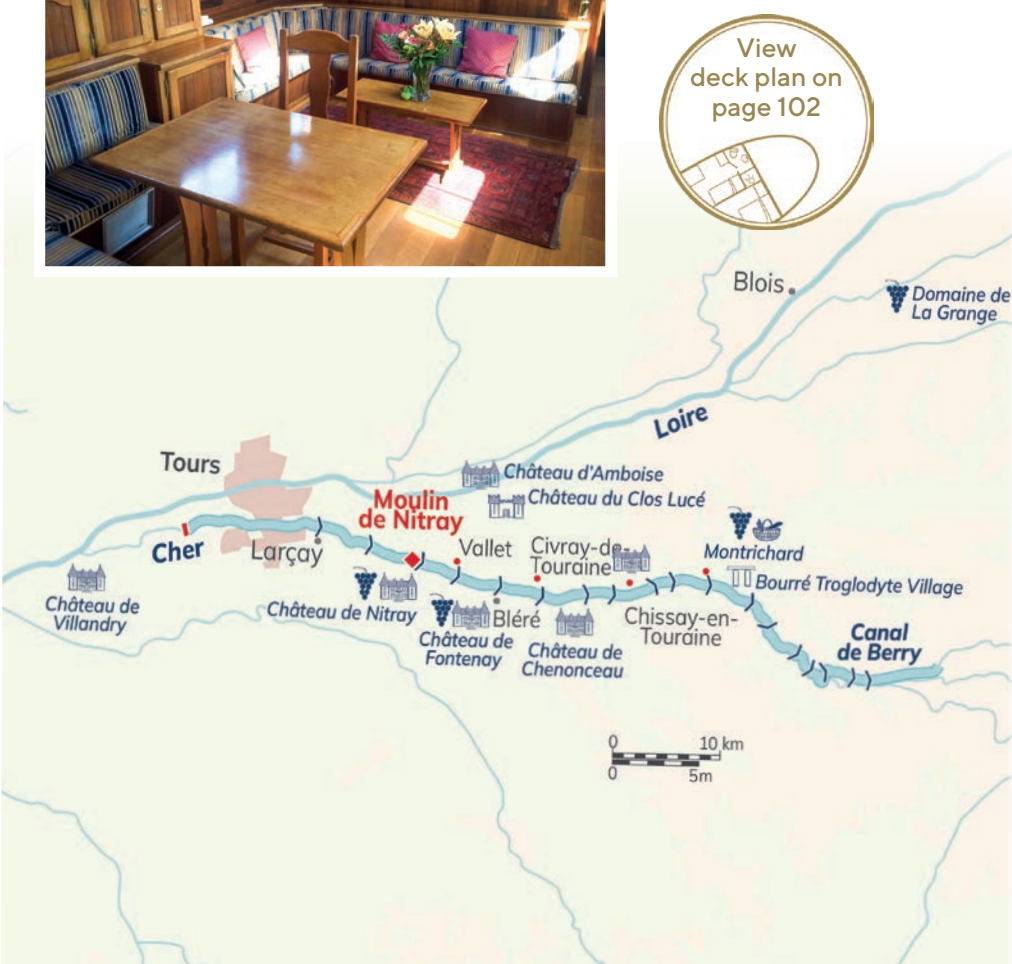 View
deck plan on
page 102
Blois
Domaine de
La Grange
Loire
Tours
Château d'Amboise
Château du Clos Lucé
Moulin
de Nitray
Cher
Larçay
Vallet
Civray-de-
Touraine
Montrichard
Bourré Troglodyte Village
Château de
Villandry
Château de Nitray
Bléré
Château de
Fontenay
Château de
Chenonceau
Chissay-en-
Touraine
Canal
de Berry
0 10 km
0 5m